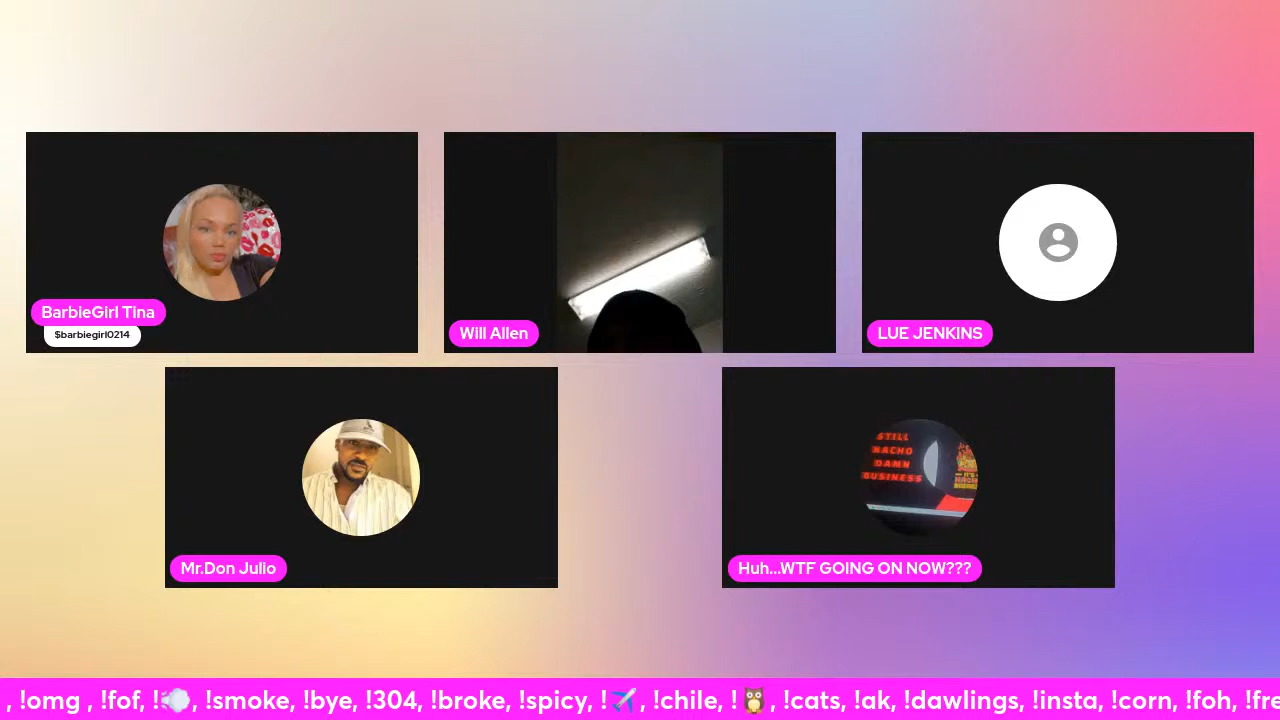 BarbieGirl Tina
$barbiegirl0214
Will Allen
LUE JENKINS
Mr.Don Julio
STILL
NACHO
DAMN
BUSINESS
Huh...WTF GOING ON NOW???
, !omg , !fof, !💨, !smoke, !bye, !304, !broke, !spicy, !✈️, !chile, !🦉, !cats, !ak, !dawlings, !insta, !corn, !foh, !fre